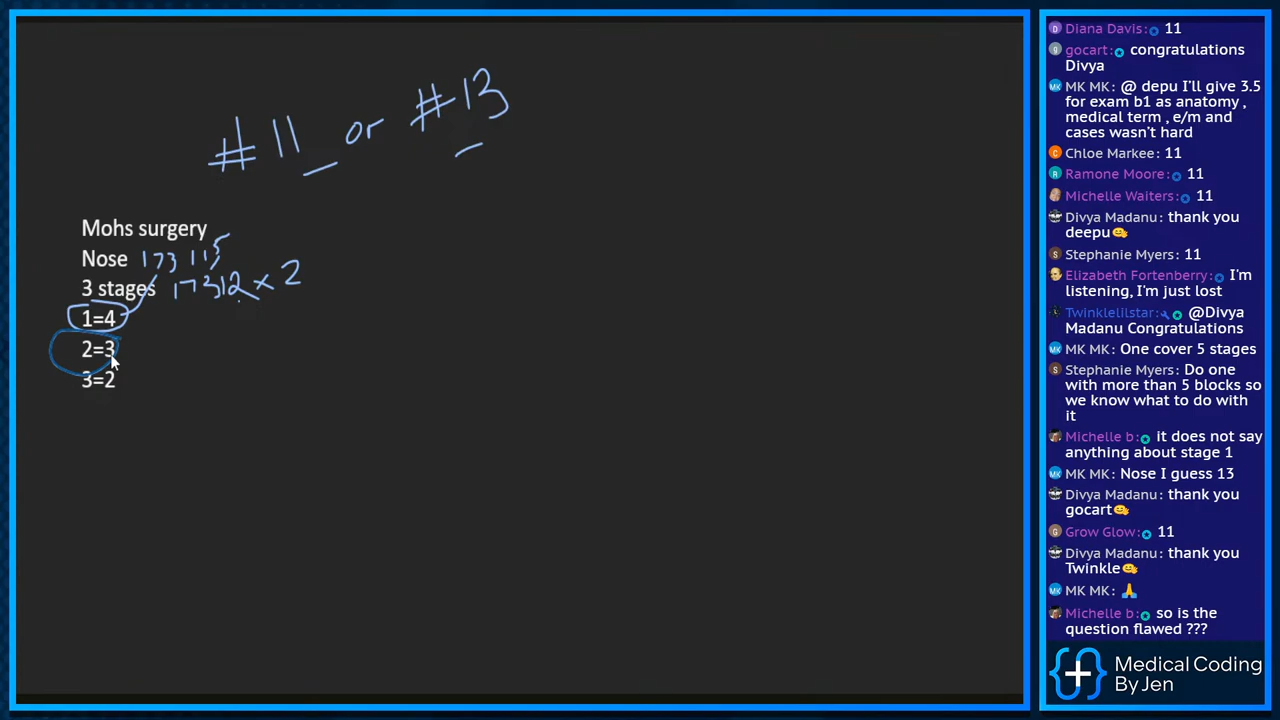 #11 or #13
Mohs surgery
Nose 17311
3 stages 17312 x 2
1=4
2=3
3=2
Diana Davis: 11
gocart: congratulations
Divya
MK MK: @ depu I'll give 3.5
for exam b1 as anatomy ,
medical term , e/m and
cases wasn't hard
Chloe Markee: 11
Ramone Moore: 11
Michelle Waiters: 11
Divya Madanu: thank you
deepu
Stephanie Myers: 11
Elizabeth Fortenberry: I'm
listening, I'm just lost
Twinklelilstar: @Divya
Madanu Congratulations
MK MK: One cover 5 stages
Stephanie Myers: Do one
with more than 5 blocks so
we know what to do with
it
Michelle b: it does not say
anything about stage 1
MK MK: Nose I guess 13
Divya Madanu: thank you
gocart
Grow Glow: 11
Divya Madanu: thank you
Twinkle
MK MK: 🙏
Michelle b: so is the
question flawed ???
Medical Coding
By Jen